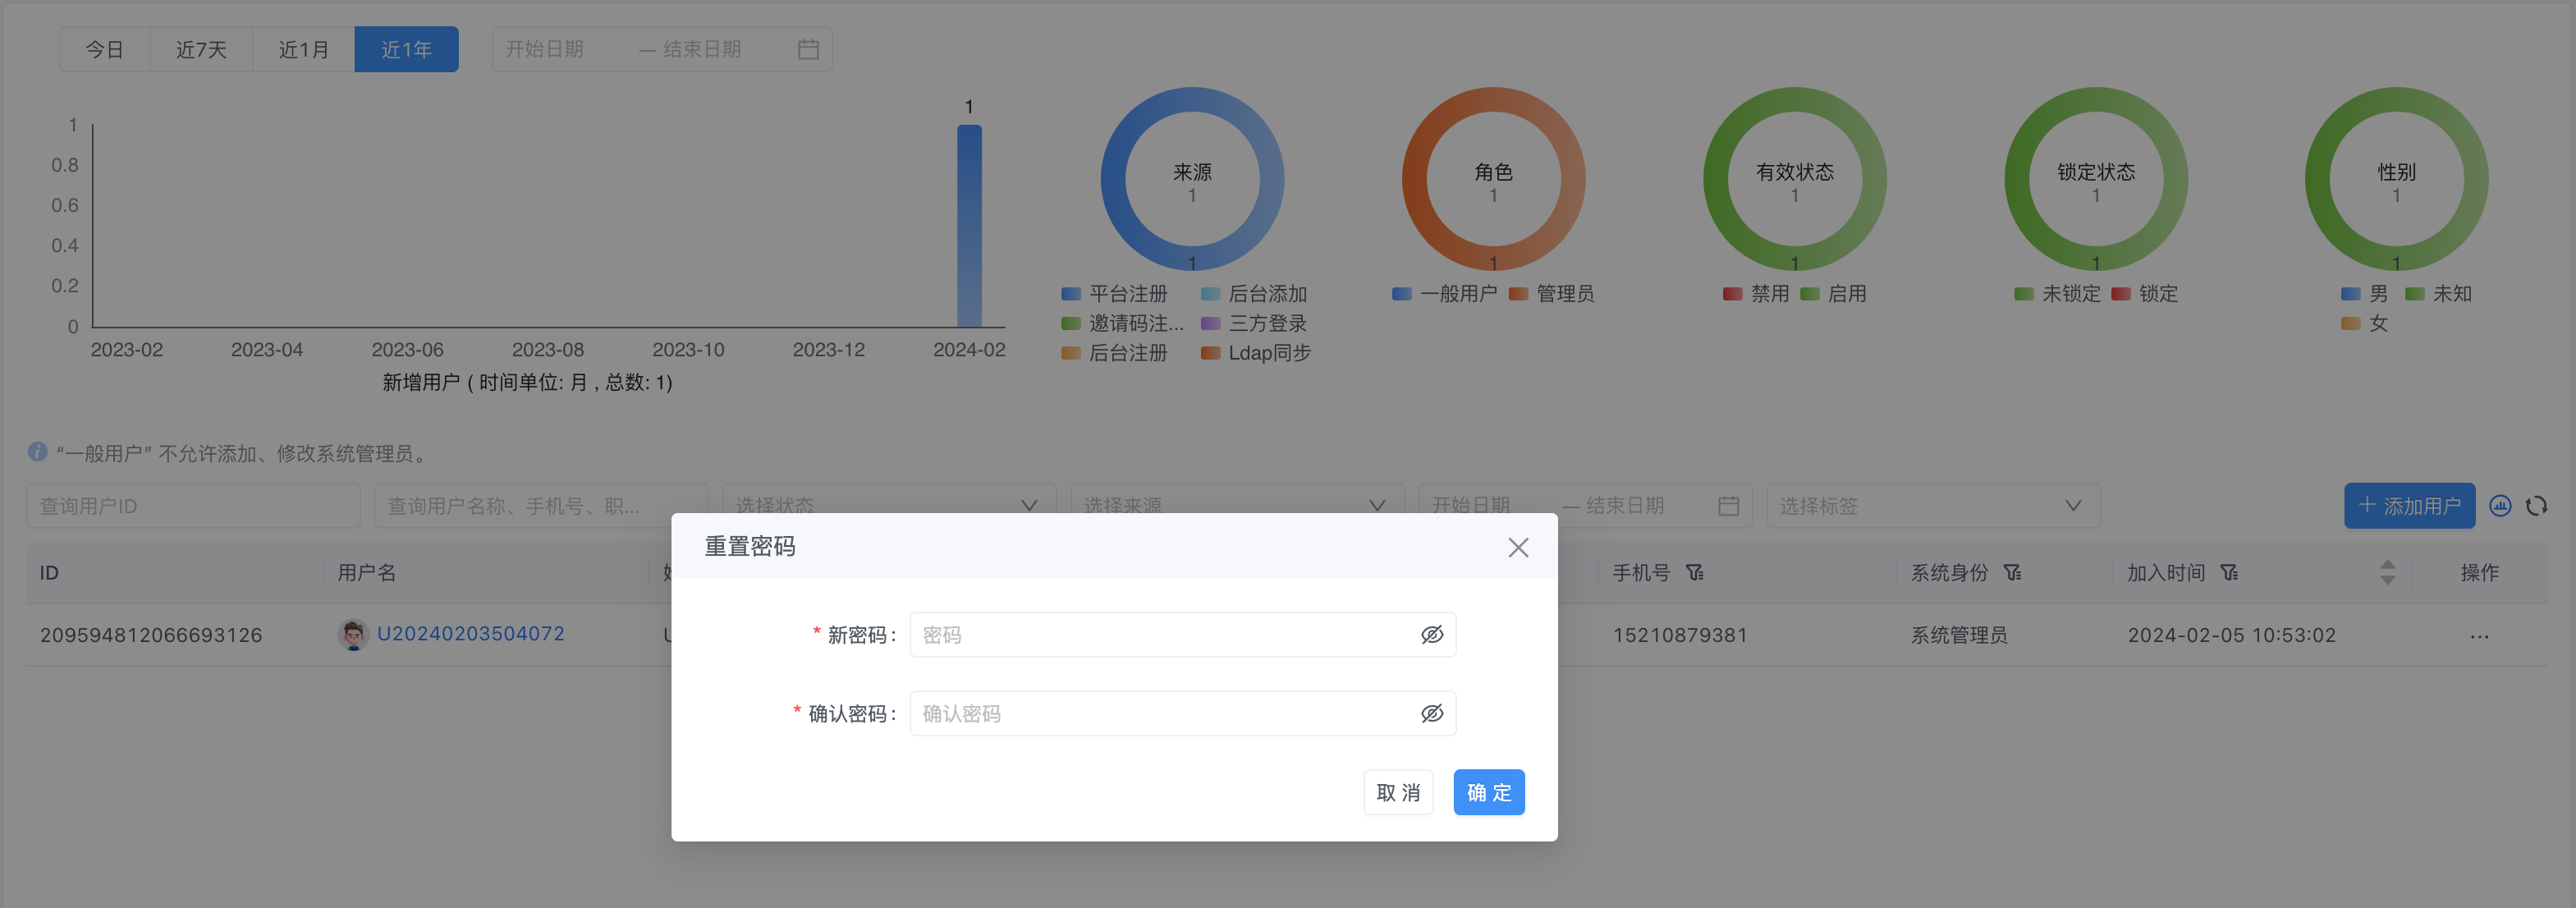 今日 近7天 近1月 近1年 开始日期 — 结束日期
1
1
0.8
0.6
0.4
0.2
0
2023-02 2023-04 2023-06 2023-08 2023-10 2023-12 2024-02
新增用户 ( 时间单位: 月 , 总数: 1)
来源
1
1
平台注册 后台添加
邀请码注... 三方登录
后台注册 Ldap同步
角色
1
1
一般用户 管理员
有效状态
1
1
禁用 启用
锁定状态
1
1
未锁定 锁定
性别
1
1
男 未知
女
“一般用户” 不允许添加、修改系统管理员。
查询用户ID 查询用户名称、手机号、职... 选择状态 选择来源 开始日期 — 结束日期 选择标签 添加用户
ID 用户名 手机号 系统身份 加入时间 操作
209594812066693126 U20240203504072 15210879381 系统管理员 2024-02-05 10:53:02 ...
重置密码
* 新密码: 密码
* 确认密码: 确认密码
取 消 确 定